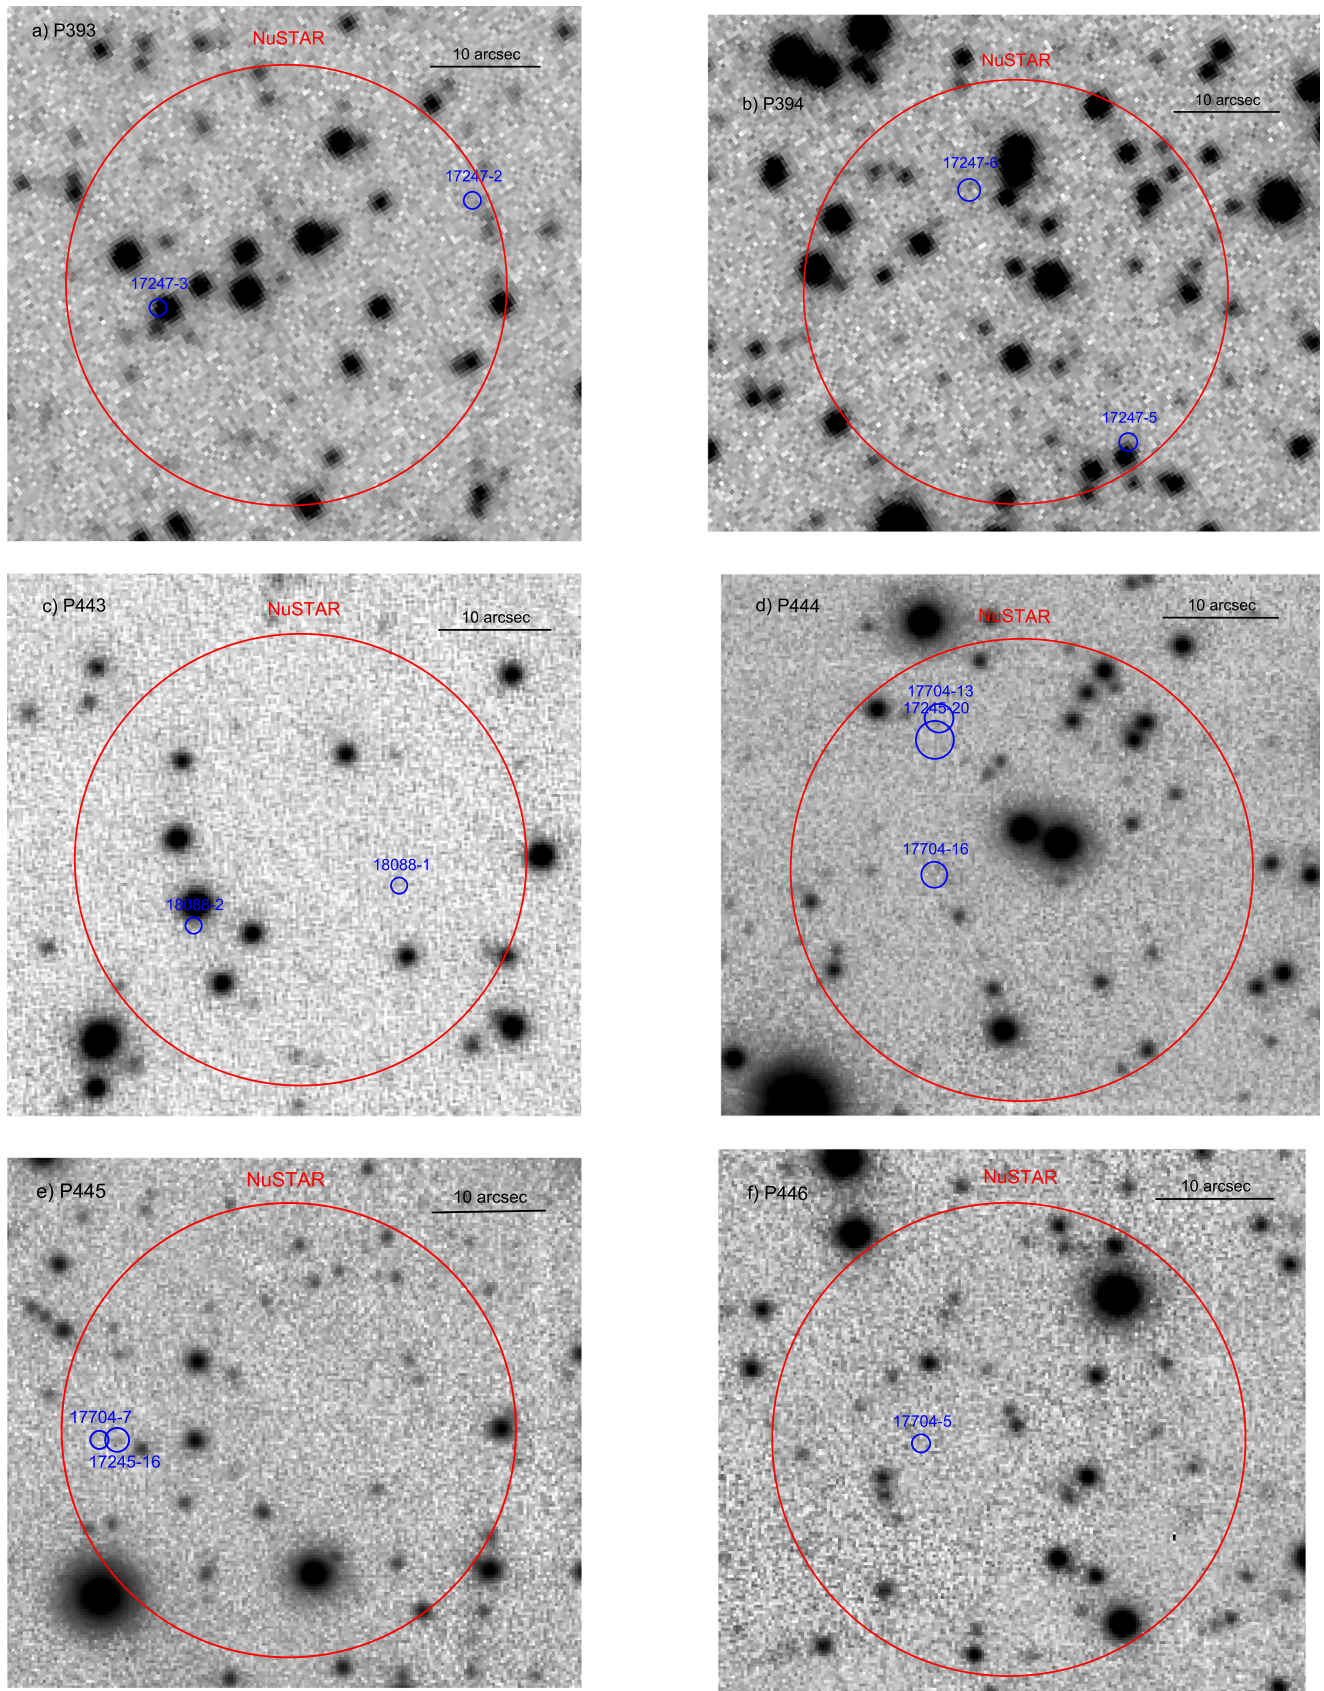 a) P393
NuSTAR
10 arcsec
17247-2
17247-3
b) P394
NuSTAR
10 arcsec
17247-6
17247-5
c) P443
NuSTAR
10 arcsec
18088-1
18088-2
d) P444
NuSTAR
10 arcsec
17704-13
17245-20
17704-16
e) P445
NuSTAR
10 arcsec
17704-7
17245-16
f) P446
NuSTAR
10 arcsec
17704-5